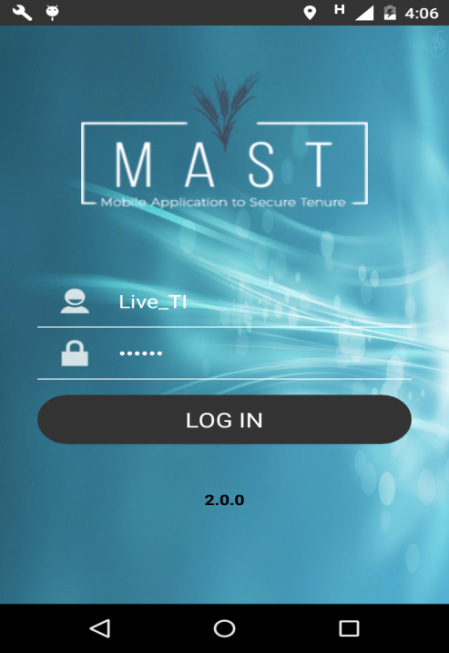 H 4:06
MAST
Mobile Application to Secure Tenure
Live_TI
••••••
LOG IN
2.0.0